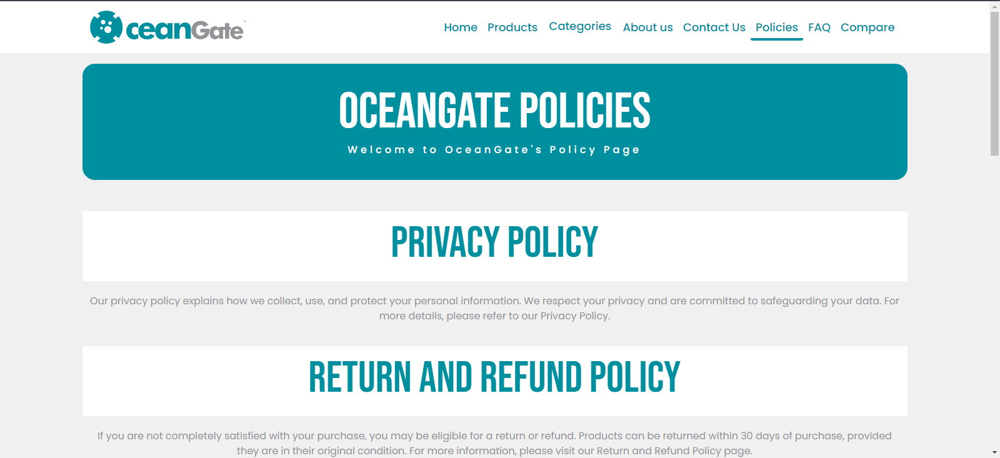 OceanGate™
Home Products Categories About us Contact Us Policies FAQ Compare
OCEANGATE POLICIES
Welcome to OceanGate's Policy Page
PRIVACY POLICY
Our privacy policy explains how we collect, use, and protect your personal information. We respect your privacy and are committed to safeguarding your data. For
more details, please refer to our Privacy Policy.
RETURN AND REFUND POLICY
If you are not completely satisfied with your purchase, you may be eligible for a return or refund. Products can be returned within 30 days of purchase, provided
they are in their original condition. For more information, please visit our Return and Refund Policy page.